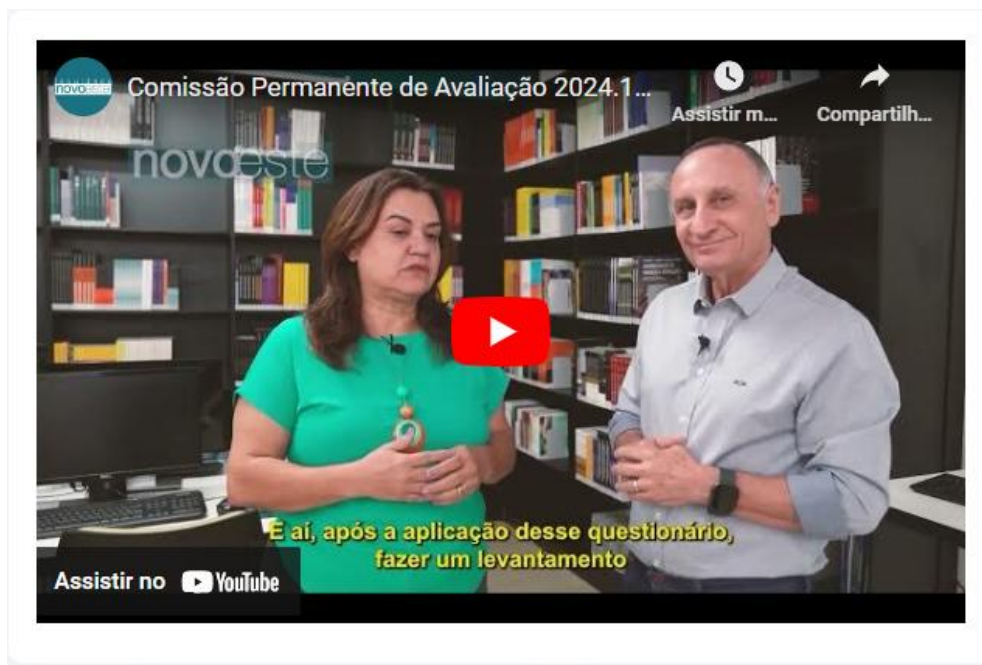 novoeste
Comissão Permanente de Avaliação 2024.1...
Assistir m...
Compartilh...
novoeste
E aí, após a aplicação desse questionário,
fazer um levantamento
Assistir no YouTube